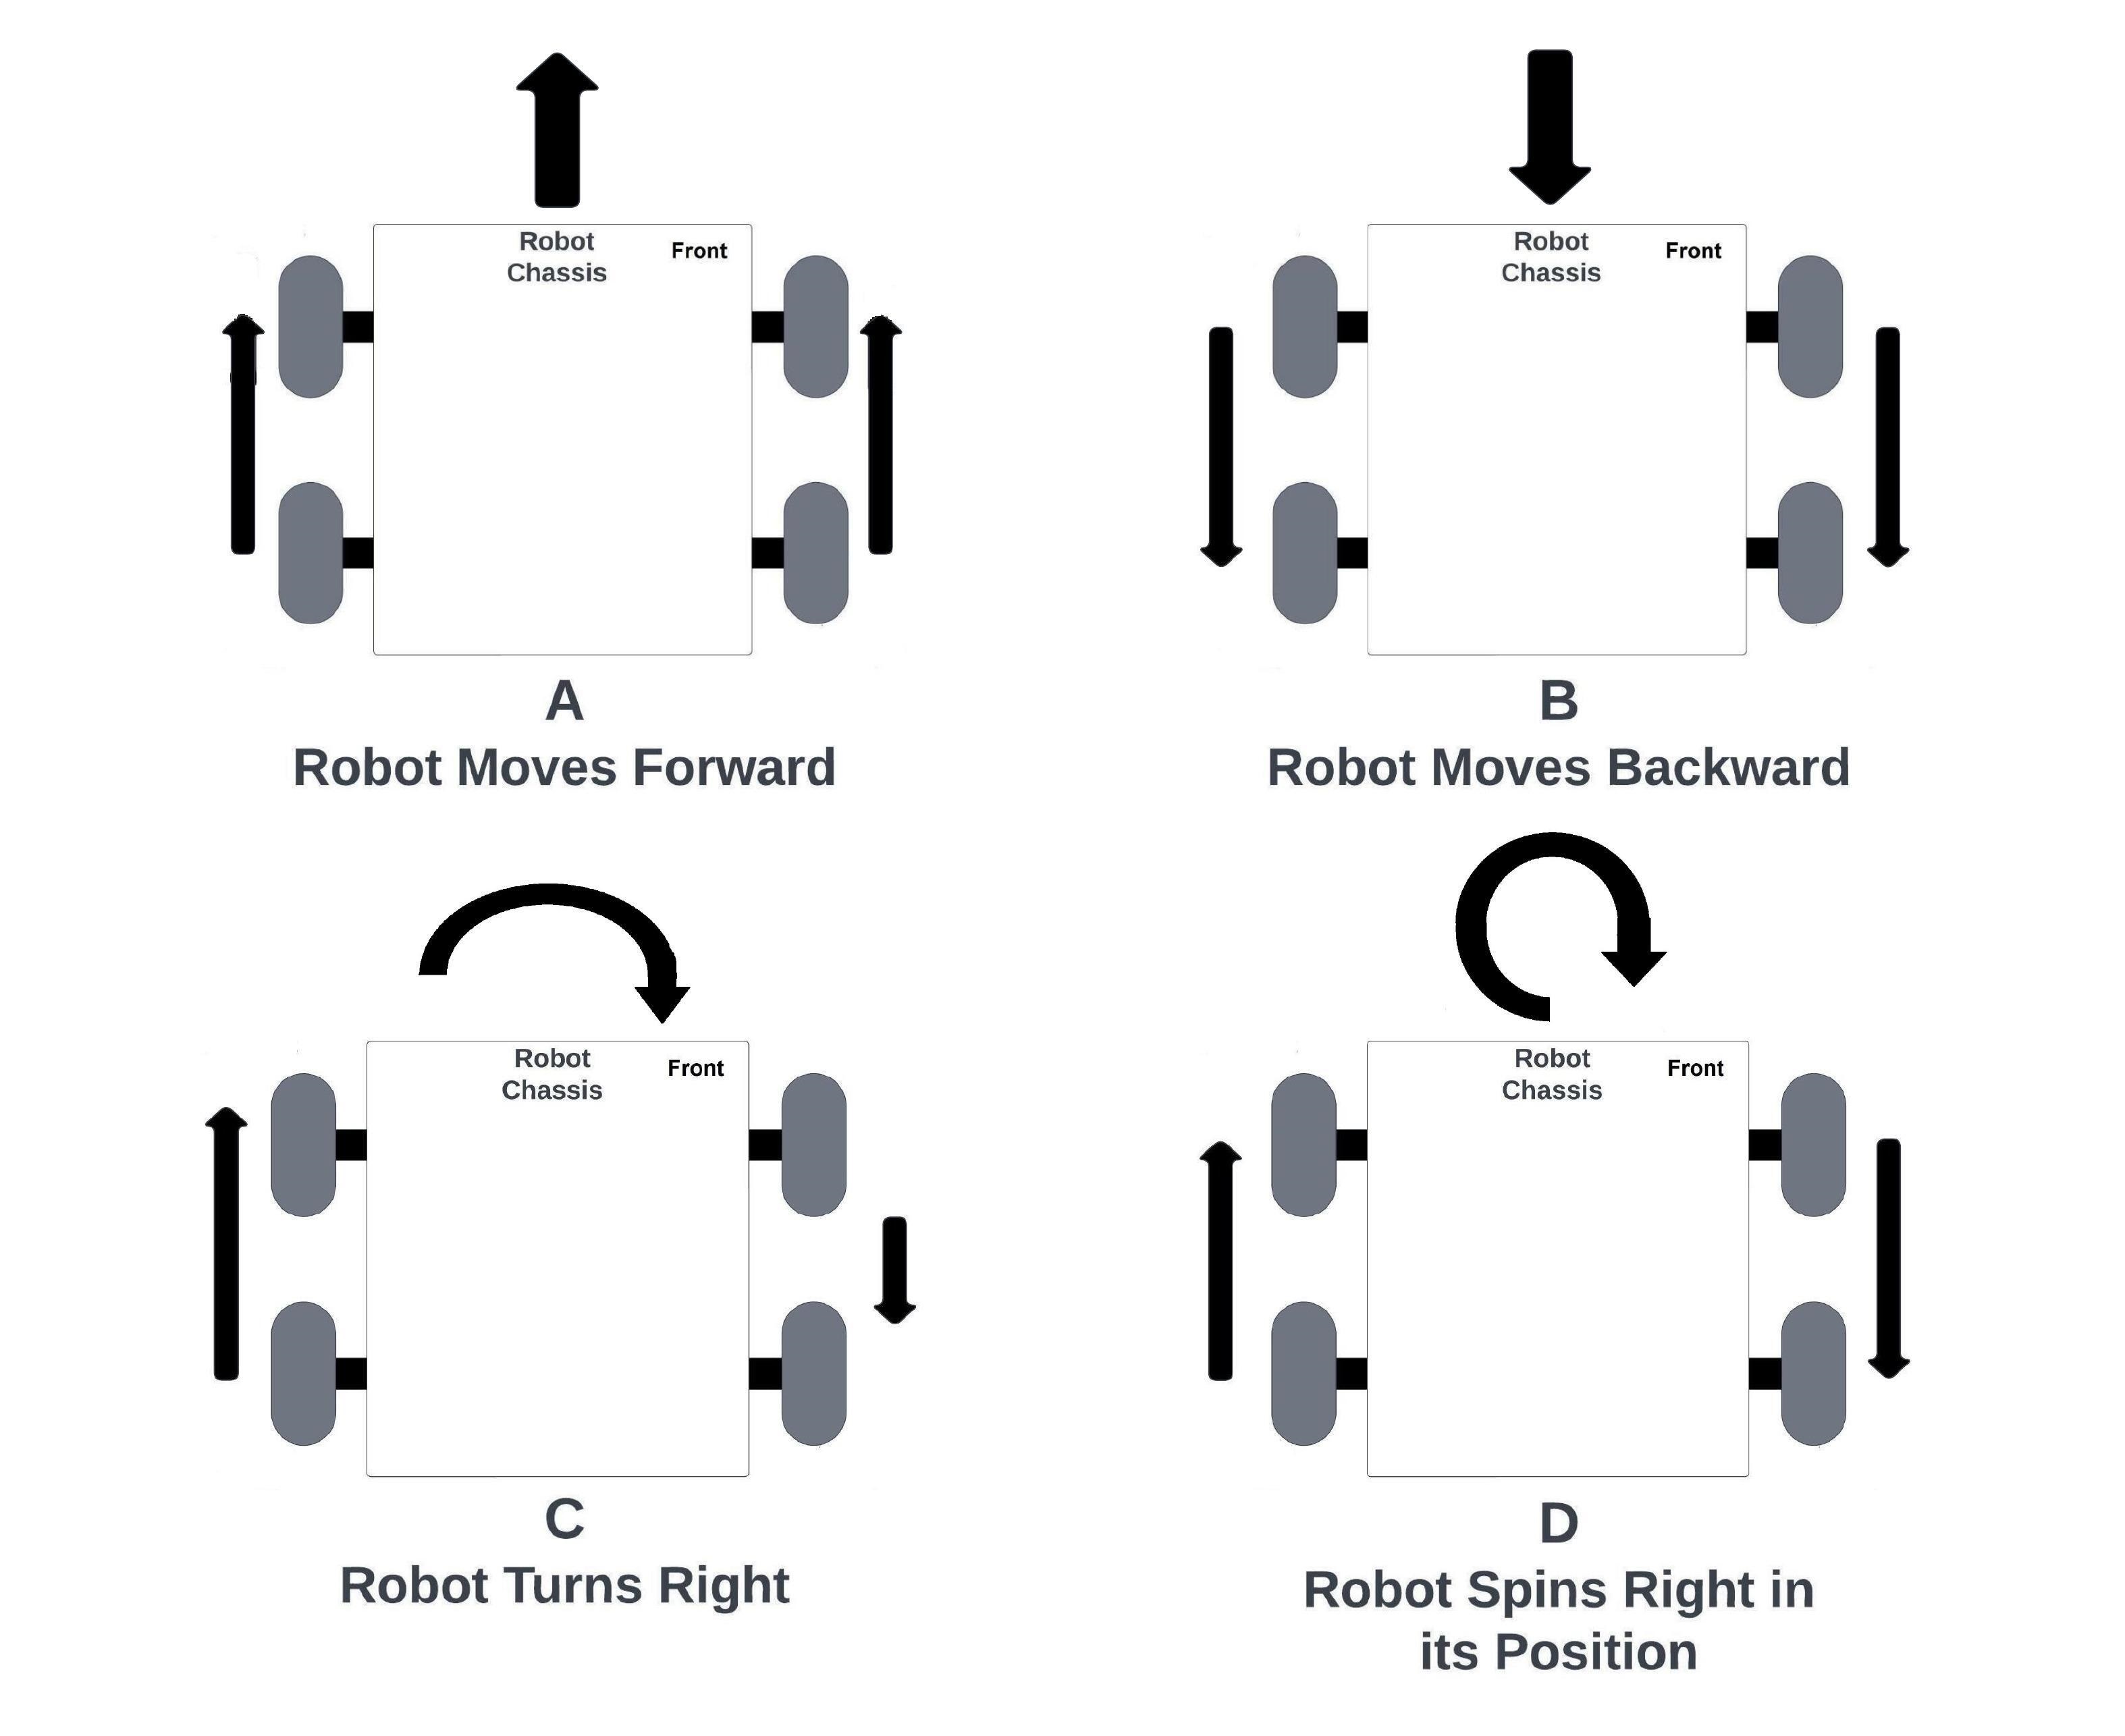 Robot
Chassis
Front
A
Robot Moves Forward
Robot
Chassis
Front
B
Robot Moves Backward
Robot
Chassis
Front
C
Robot Turns Right
Robot
Chassis
Front
D
Robot Spins Right in
its Position